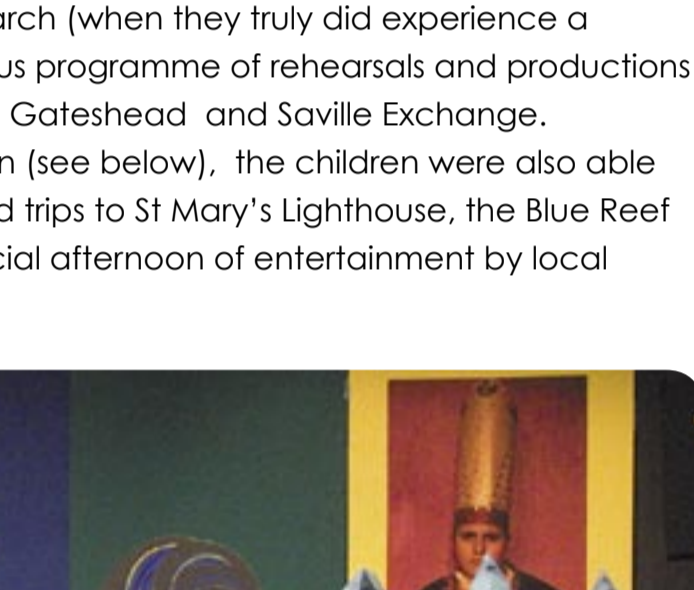 arch (when they truly did experience a
us programme of rehearsals and productions
Gateshead and Saville Exchange.
n (see below), the children were also able
d trips to St Mary's Lighthouse, the Blue Reef
cial afternoon of entertainment by local